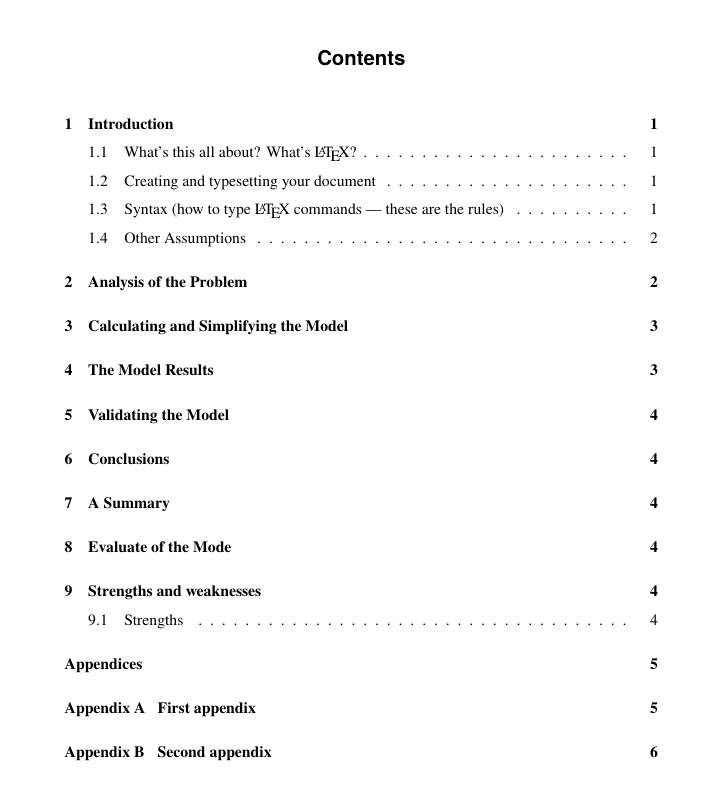 Contents
1 Introduction 1
1.1 What's this all about? What's LATEX? . . . . . . . . . . . . . . . . . . . . . . . 1
1.2 Creating and typesetting your document . . . . . . . . . . . . . . . . . . . . . 1
1.3 Syntax (how to type LATEX commands — these are the rules) . . . . . . . . . . 1
1.4 Other Assumptions . . . . . . . . . . . . . . . . . . . . . . . . . . . . . . . . 2
2 Analysis of the Problem 2
3 Calculating and Simplifying the Model 3
4 The Model Results 3
5 Validating the Model 4
6 Conclusions 4
7 A Summary 4
8 Evaluate of the Mode 4
9 Strengths and weaknesses 4
9.1 Strengths . . . . . . . . . . . . . . . . . . . . . . . . . . . . . . . . . . . . . 4
Appendices 5
Appendix A First appendix 5
Appendix B Second appendix 6